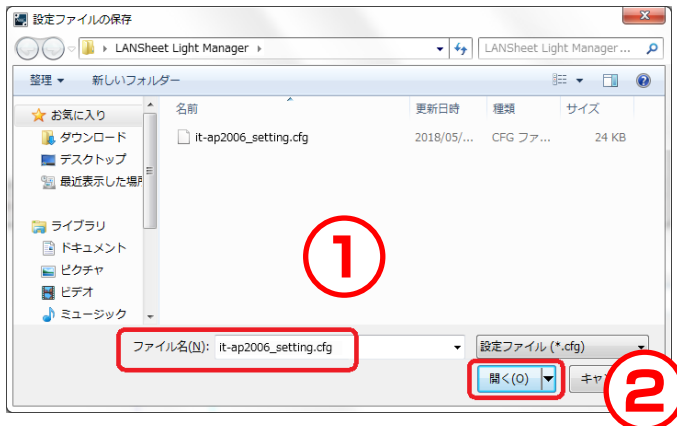 設定ファイルの保存
LANSheet Light Manager
LANSheet Light Manager...
整理 新しいフォルダー
お気に入り
ダウンロード
デスクトップ
最近表示した場所
ライブラリ
ドキュメント
ピクチャ
ビデオ
ミュージック
名前 更新日時 種類 サイズ
it-ap2006_setting.cfg 2018/05/... CFG ファ... 24 KB
1
ファイル名(N): it-ap2006_setting.cfg 設定ファイル (*.cfg)
開く(O) キャ
2